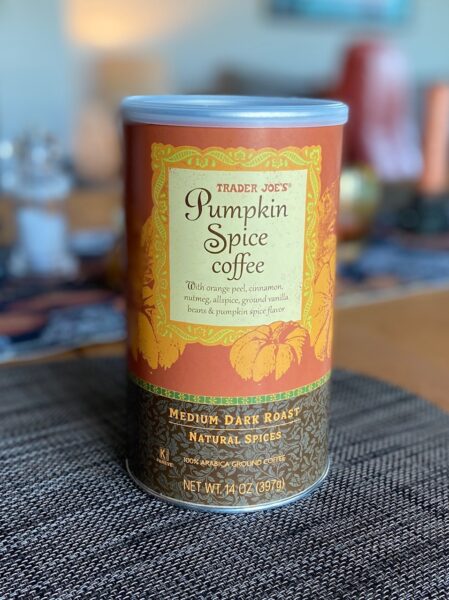 TRADER JOE'S®
Pumpkin
Spice
coffee
With orange peel, cinnamon,
nutmeg, allspice, ground vanilla
beans & pumpkin spice flavor
MEDIUM DARK ROAST
NATURAL SPICES
K
100% ARABICA GROUND COFFEE
NET WT. 14 OZ (397g)